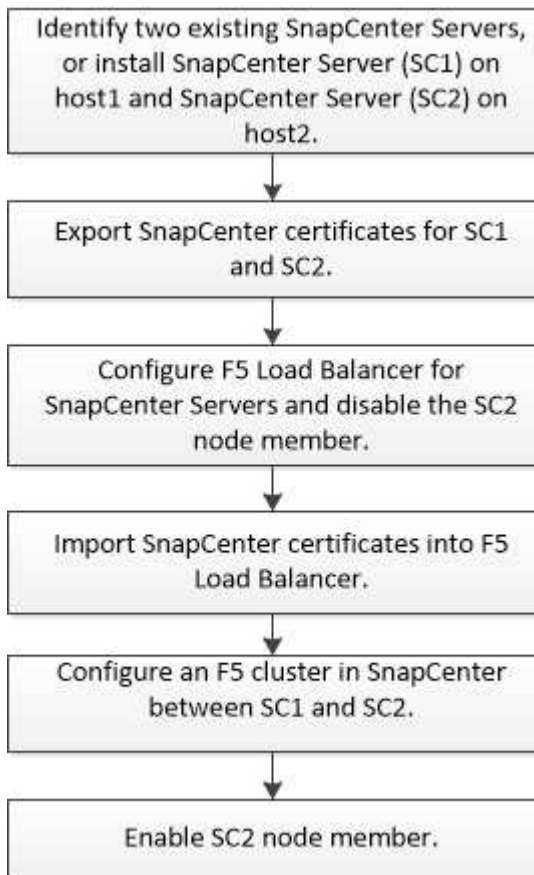 Identify two existing SnapCenter Servers,
or install SnapCenter Server (SC1) on
host1 and SnapCenter Server (SC2) on
host2.
Export SnapCenter certificates for SC1
and SC2.
Configure F5 Load Balancer for
SnapCenter Servers and disable the SC2
node member.
Import SnapCenter certificates into F5
Load Balancer.
Configure an F5 cluster in SnapCenter
between SC1 and SC2.
Enable SC2 node member.